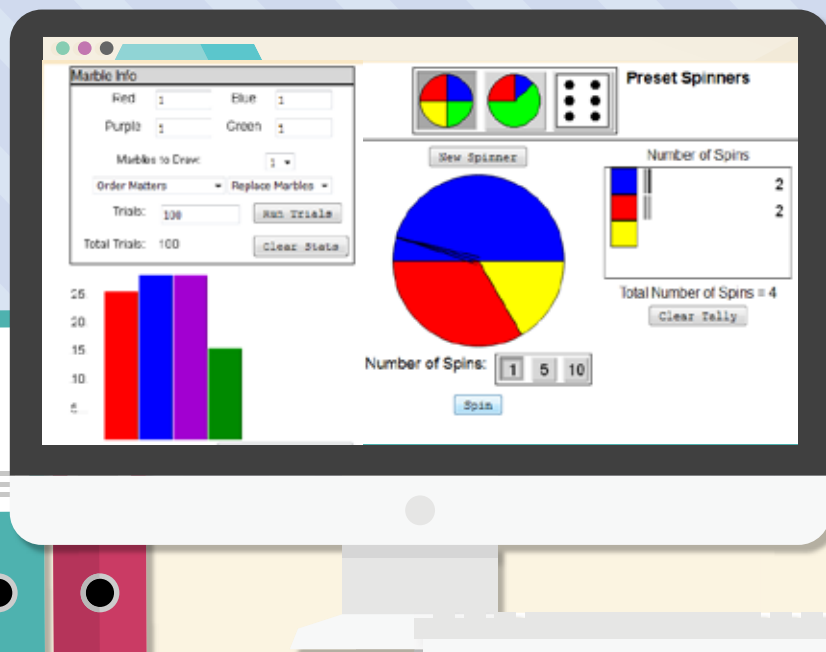 Marble Info
Red 1 Blue 1
Purple 1 Green 1
Marbles to Draw: 1
Order Matters Replace Marbles
Trials: 100 Run Trials
Total Trials: 100 Clear Stats
25
20
15
10
5
Preset Spinners
New Spinner
Number of Spins
2
2
Total Number of Spins = 4
Clear Tally
Number of Spins: 1 5 10
Spin